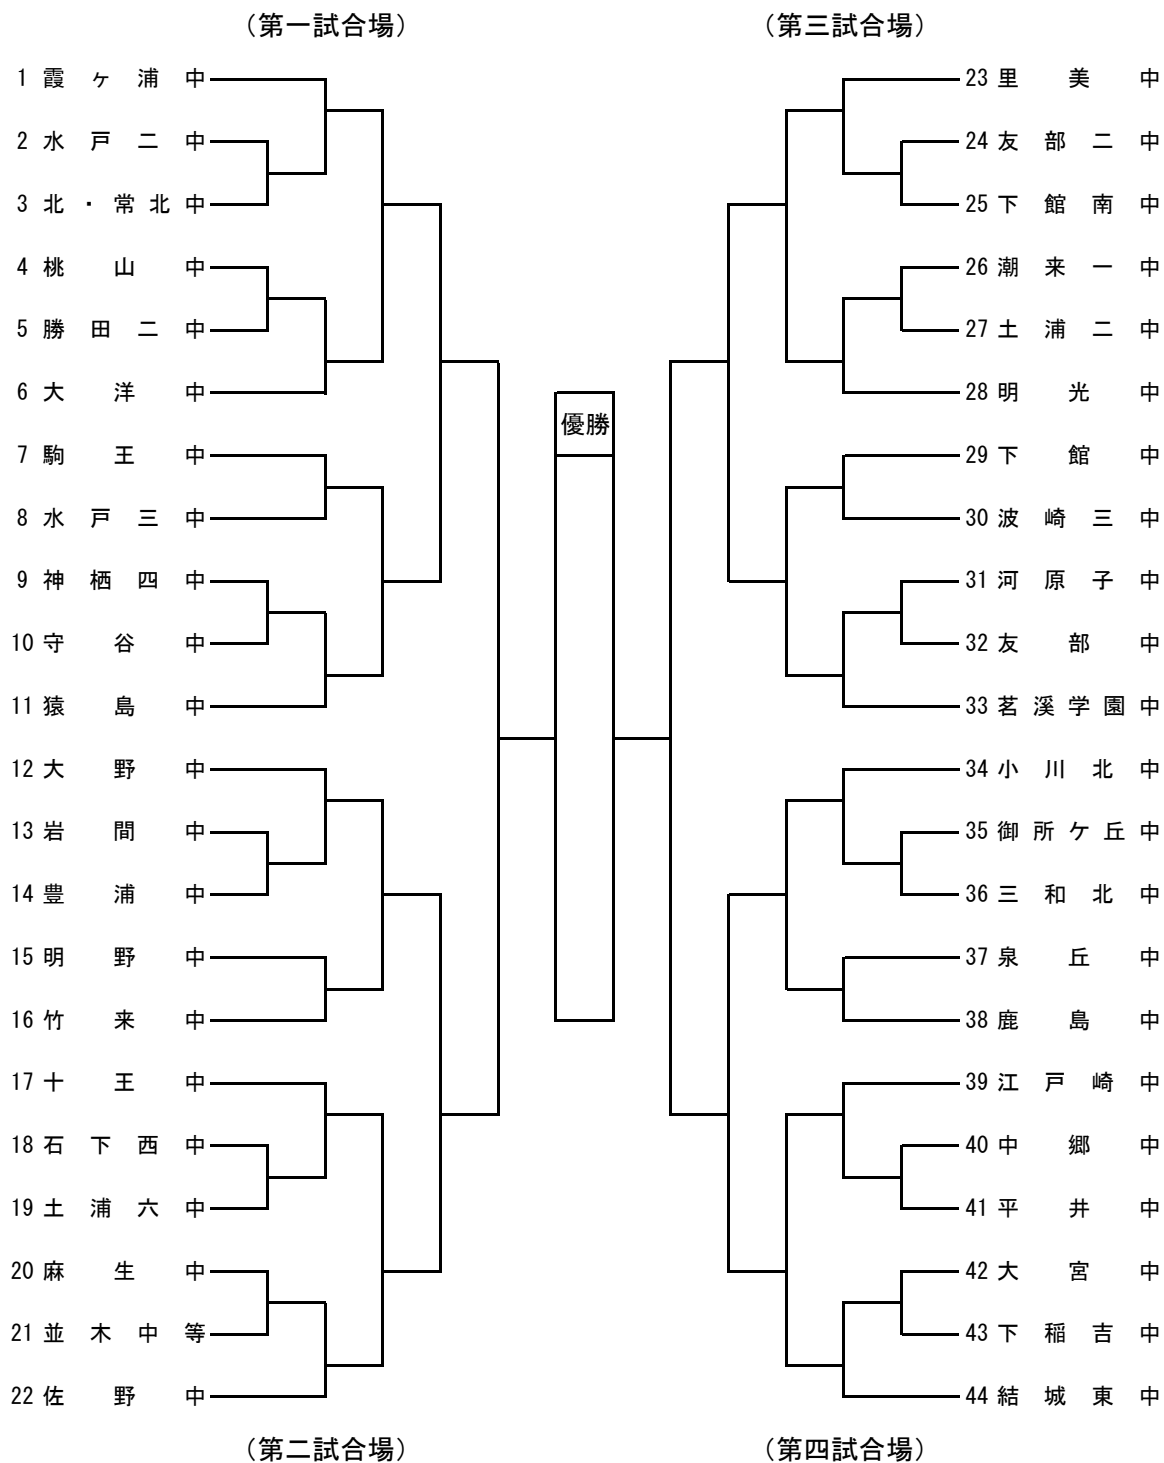 （第一試合場）
1 霞ヶ浦中
2 水戸二中
3 北・常北中
4 桃山中
5 勝田二中
6 大洋中
7 駒王中
8 水戸三中
9 神栖四中
10 守谷中
11 猿島中
12 大野中
13 岩間中
14 豊浦中
15 明野中
16 竹来中
17 十王中
18 石下西中
19 土浦六中
20 麻生中
21 並木中等
22 佐野中
（第二試合場）
優勝
（第三試合場）
23 里美中
24 友部二中
25 下館南中
26 潮来一中
27 土浦二中
28 明光中
29 下館中
30 波崎三中
31 河原子中
32 友部中
33 茗溪学園中
34 小川北中
35 御所ケ丘中
36 三和北中
37 泉丘中
38 鹿島中
39 江戸崎中
40 中郷中
41 平井中
42 大宮中
43 下稲吉中
44 結城東中
（第四試合場）